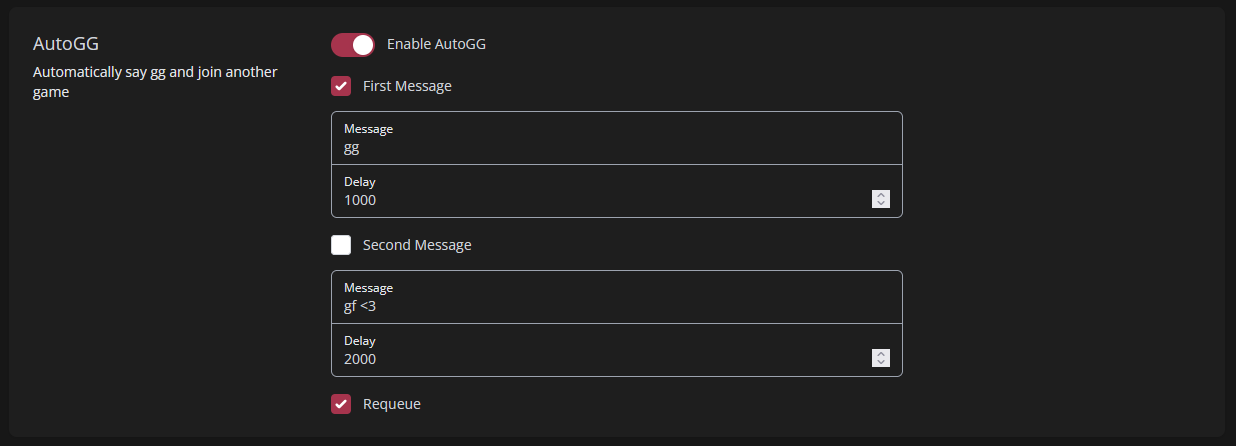 AutoGG
Automatically say gg and join another
game
Enable AutoGG
First Message
Message
gg
Delay
1000
Second Message
Message
gf <3
Delay
2000
Requeue